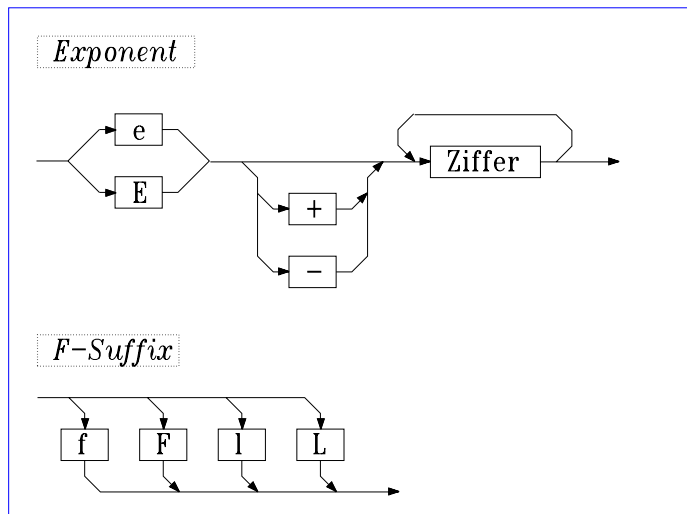 Exponent
e
E
+
-
Ziffer
F-Suffix
f F l L